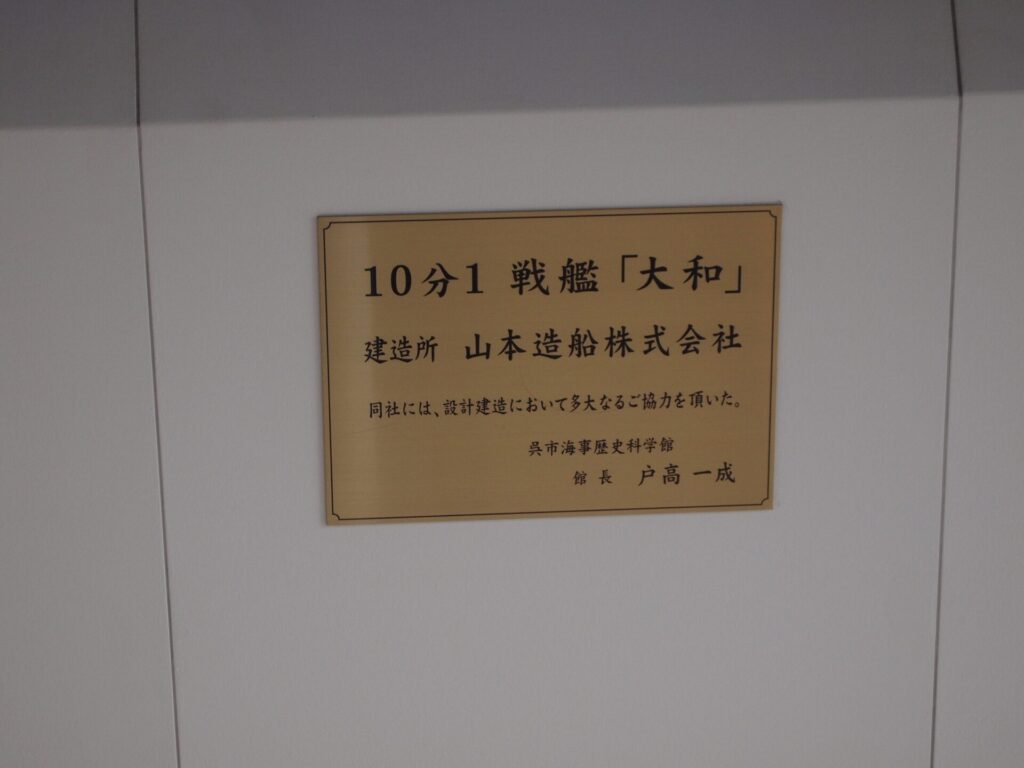 10分1 戦艦「大和」
建造所 山本造船株式会社
同社には、設計建造において多大なるご協力を頂いた。
呉市海事歴史科学館
館長 戸高一成